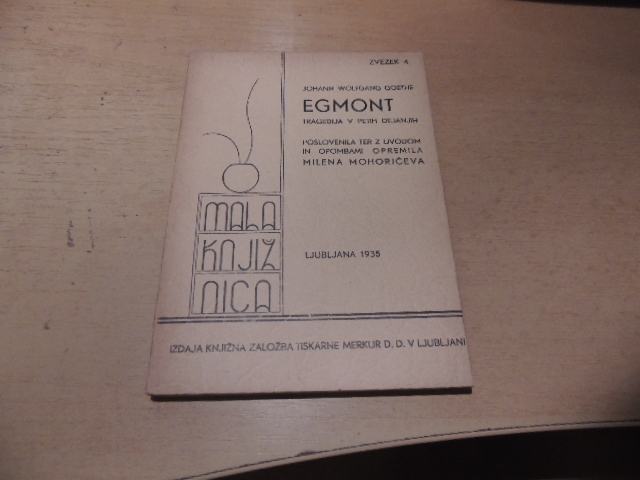 ZVEZEK 4
JOHANN WOLFGANG GOETHE
EGMONT
TRAGEDIJA V PETIH DEJANJIH
POSLOVENILA TER Z UVODOM
IN OPOMBAMI OPREMILA
MILENA MOHORIČEVA
MALA
KNJIŽ
NICA
LJUBLJANA 1935
IZDAJA KNJIŽNA ZALOŽBA TISKARNE MERKUR D. D. V LJUBLJANI